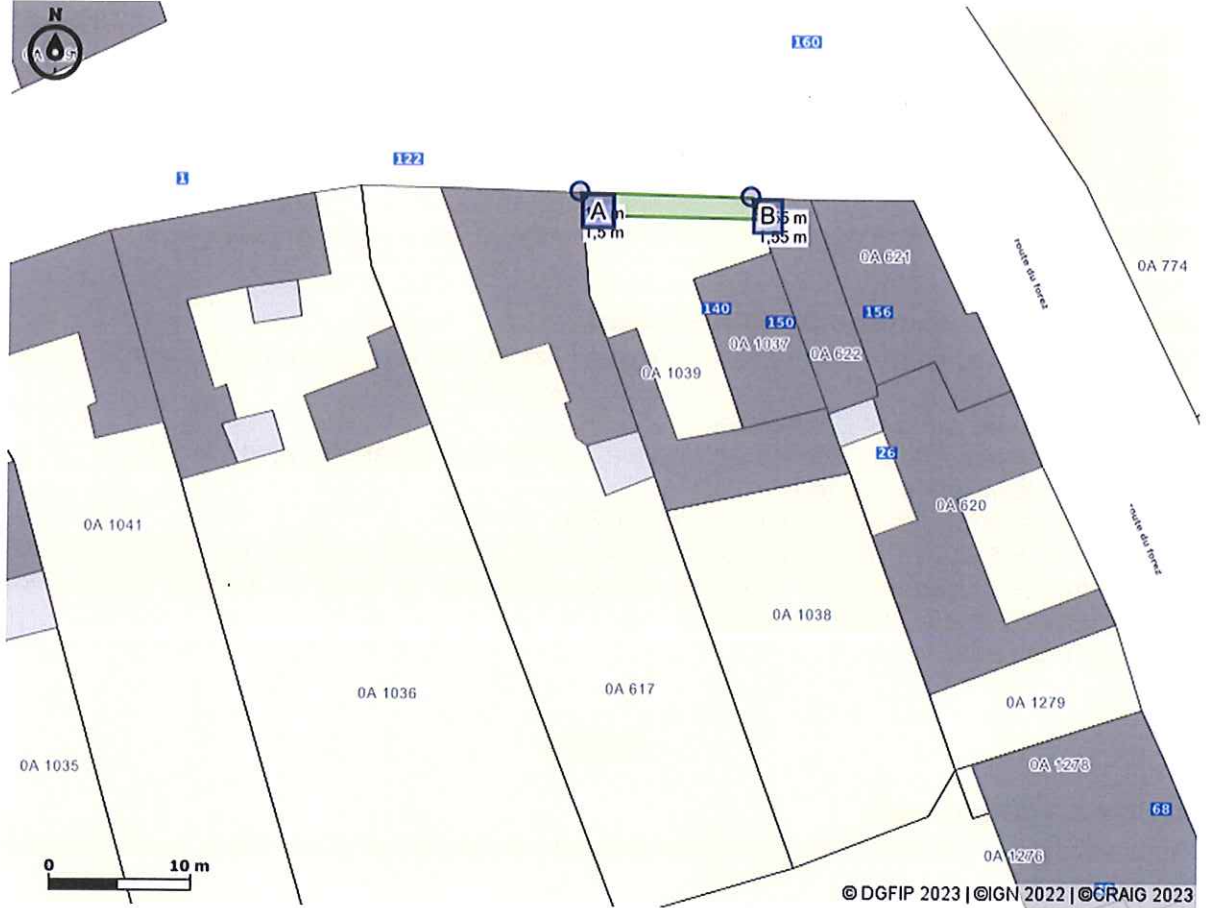 N
160
122
1
A
B
1,5 m
1,55 m
0A 621
route du forez
0A 774
140
150
156
0A 1037
0A 622
0A 1039
26
0A 620
0A 1041
route du forez
0A 1038
0A 1036
0A 617
0A 1279
0A 1035
0A 1278
68
0A 1276
0 10 m
© DGFIP 2023 | ©IGN 2022 | ©CRAIG 2023